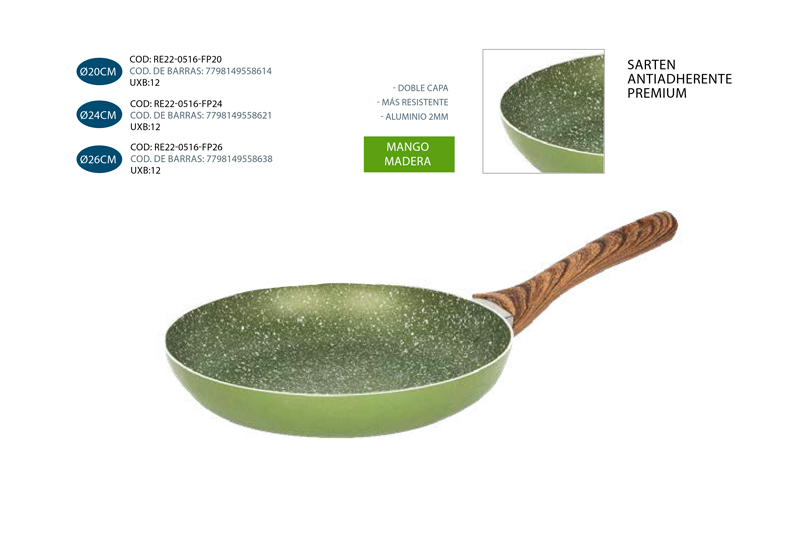 Ø20CM
COD: RE22-0516-FP20
COD. DE BARRAS: 7798149558614
UXB:12
Ø24CM
COD: RE22-0516-FP24
COD. DE BARRAS: 7798149558621
UXB:12
Ø26CM
COD: RE22-0516-FP26
COD. DE BARRAS: 7798149558638
UXB:12
- DOBLE CAPA
- MÁS RESISTENTE
- ALUMINIO 2MM
MANGO
MADERA
SARTEN
ANTIADHERENTE
PREMIUM